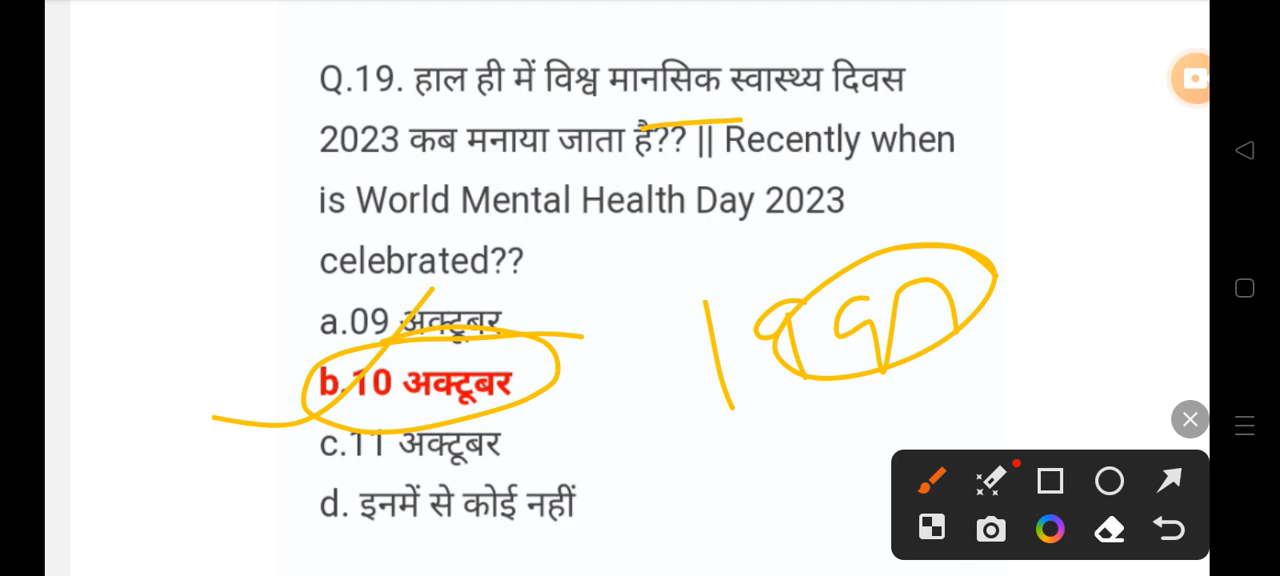 Q.19. हाल ही में विश्व मानसिक स्वास्थ्य दिवस
2023 कब मनाया जाता है?? || Recently when
is World Mental Health Day 2023
celebrated??
a.09 अक्टूबर
b.10 अक्टूबर
c.11 अक्टूबर
d. इनमें से कोई नहीं